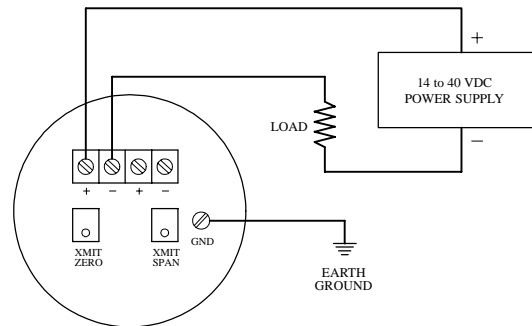 +
14 to 40 VDC
POWER SUPPLY
−
LOAD
+ − + −
XMIT
ZERO
XMIT
SPAN
GND
EARTH
GROUND